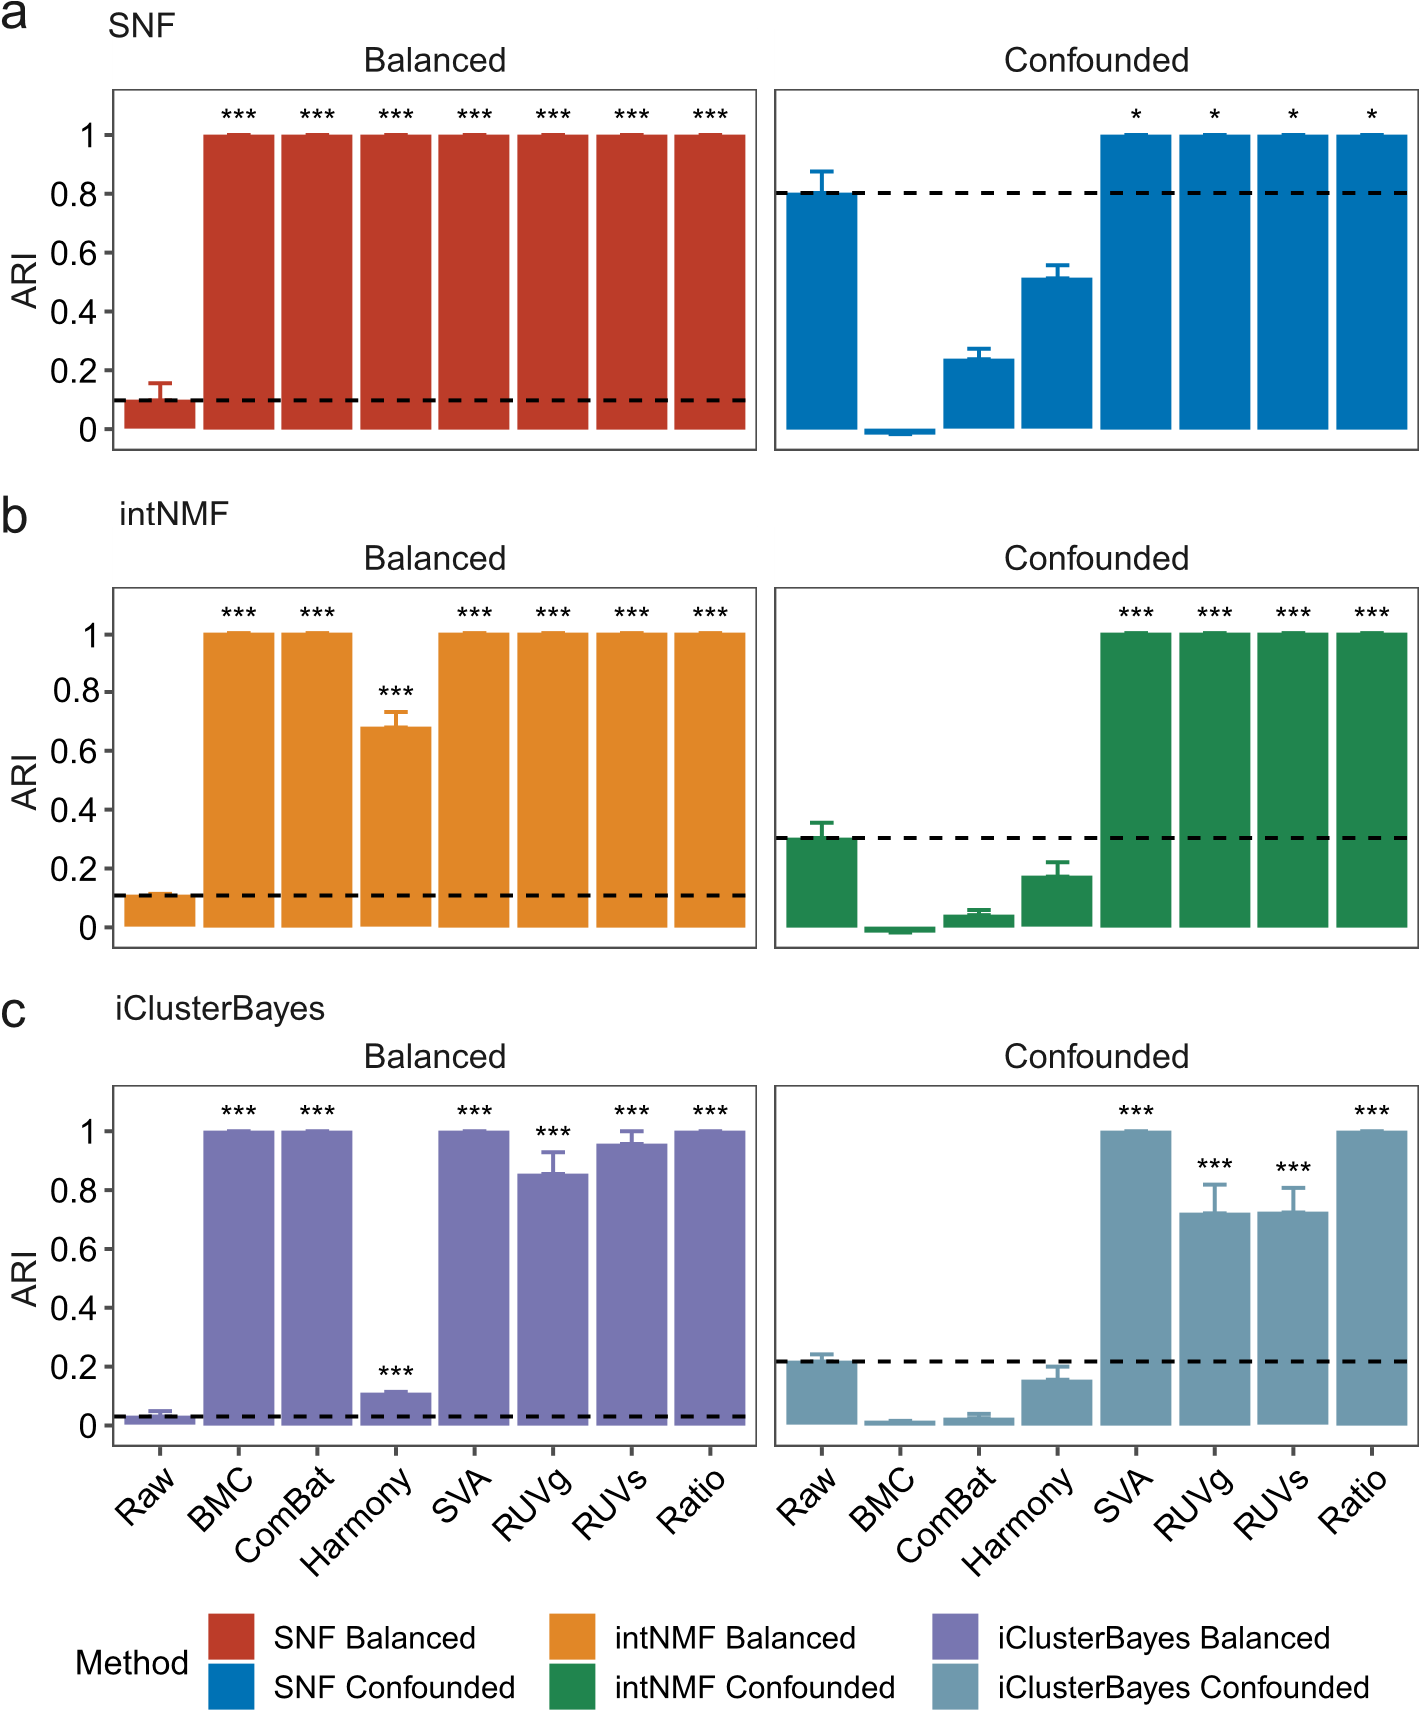 a
SNF
Balanced
Confounded
*** *** *** *** *** *** ***
* * * *
1
0.8
0.6
0.4
0.2
0
ARI
b
intNMF
Balanced
Confounded
*** *** *** *** *** *** ***
*** *** *** ***
1
0.8
0.6
0.4
0.2
0
ARI
c
iClusterBayes
Balanced
Confounded
*** *** *** *** *** *** ***
*** *** *** ***
1
0.8
0.6
0.4
0.2
0
ARI
Raw BMC ComBat Harmony SVA RUVg RUVs Ratio
Raw BMC ComBat Harmony SVA RUVg RUVs Ratio
Method
SNF Balanced
intNMF Balanced
iClusterBayes Balanced
SNF Confounded
intNMF Confounded
iClusterBayes Confounded